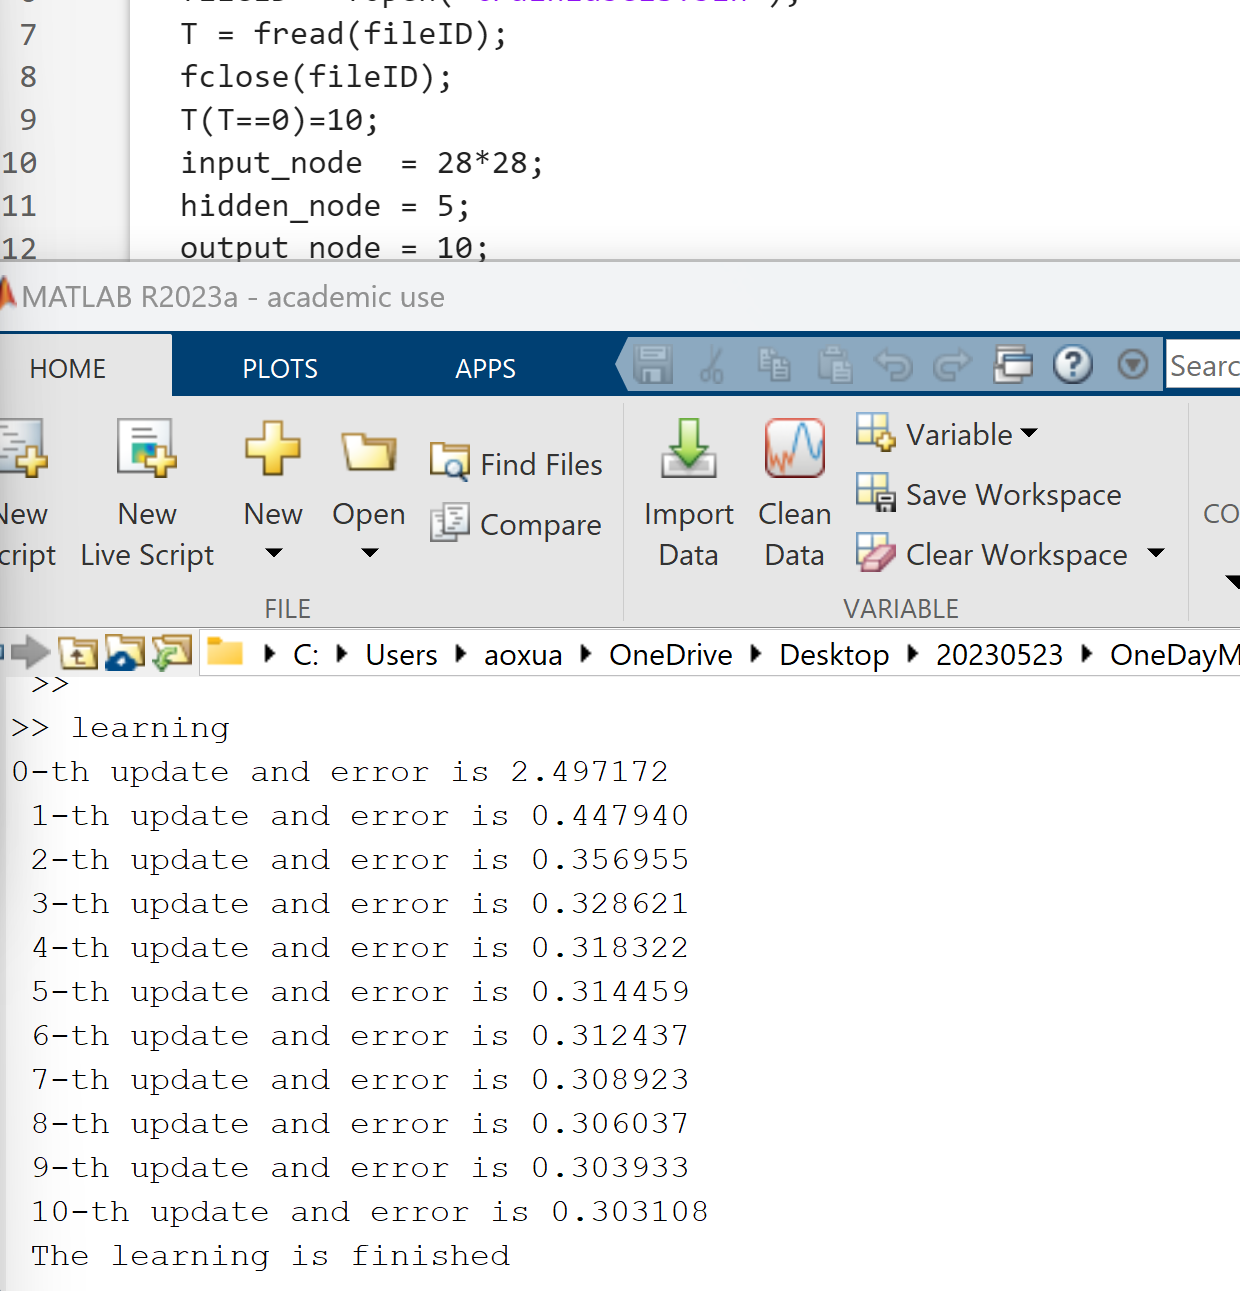 7 T = fread(fileID);
8 fclose(fileID);
9 T(T==0)=10;
10 input_node = 28*28;
11 hidden_node = 5;
12 output node = 10;
MATLAB R2023a - academic use
HOME PLOTS APPS Searc
New Script
New Live Script
New
Open
Find Files
Compare
FILE
Import Data
Clean Data
Variable
Save Workspace
Clear Workspace
VARIABLE
CO
C: Users aoxua OneDrive Desktop 20230523 OneDayM
>>
>> learning
0-th update and error is 2.497172
1-th update and error is 0.447940
2-th update and error is 0.356955
3-th update and error is 0.328621
4-th update and error is 0.318322
5-th update and error is 0.314459
6-th update and error is 0.312437
7-th update and error is 0.308923
8-th update and error is 0.306037
9-th update and error is 0.303933
10-th update and error is 0.303108
The learning is finished